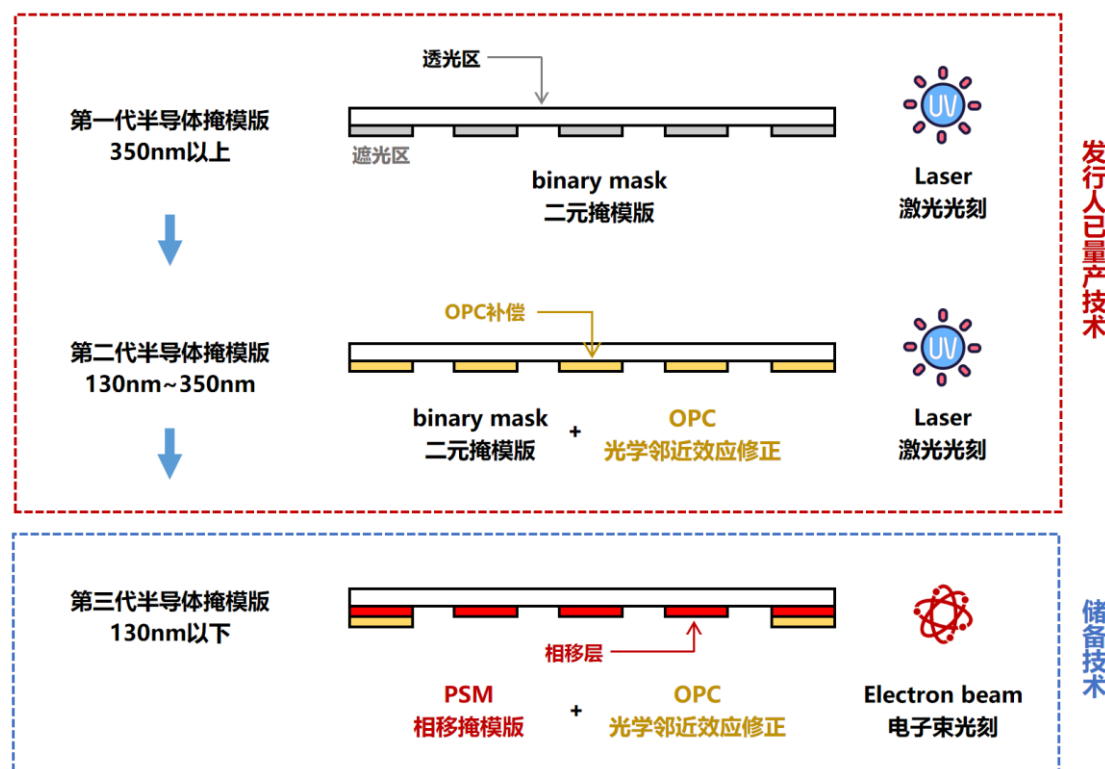 透光区
第一代半导体掩模版
350nm以上
遮光区
binary mask
二元掩模版
UV
Laser
激光光刻
发行人已量产技术
OPC补偿
第二代半导体掩模版
130nm~350nm
binary mask
二元掩模版
+
OPC
光学邻近效应修正
UV
Laser
激光光刻
第三代半导体掩模版
130nm以下
相移层
PSM
相移掩模版
+
OPC
光学邻近效应修正
Electron beam
电子束光刻
储备技术